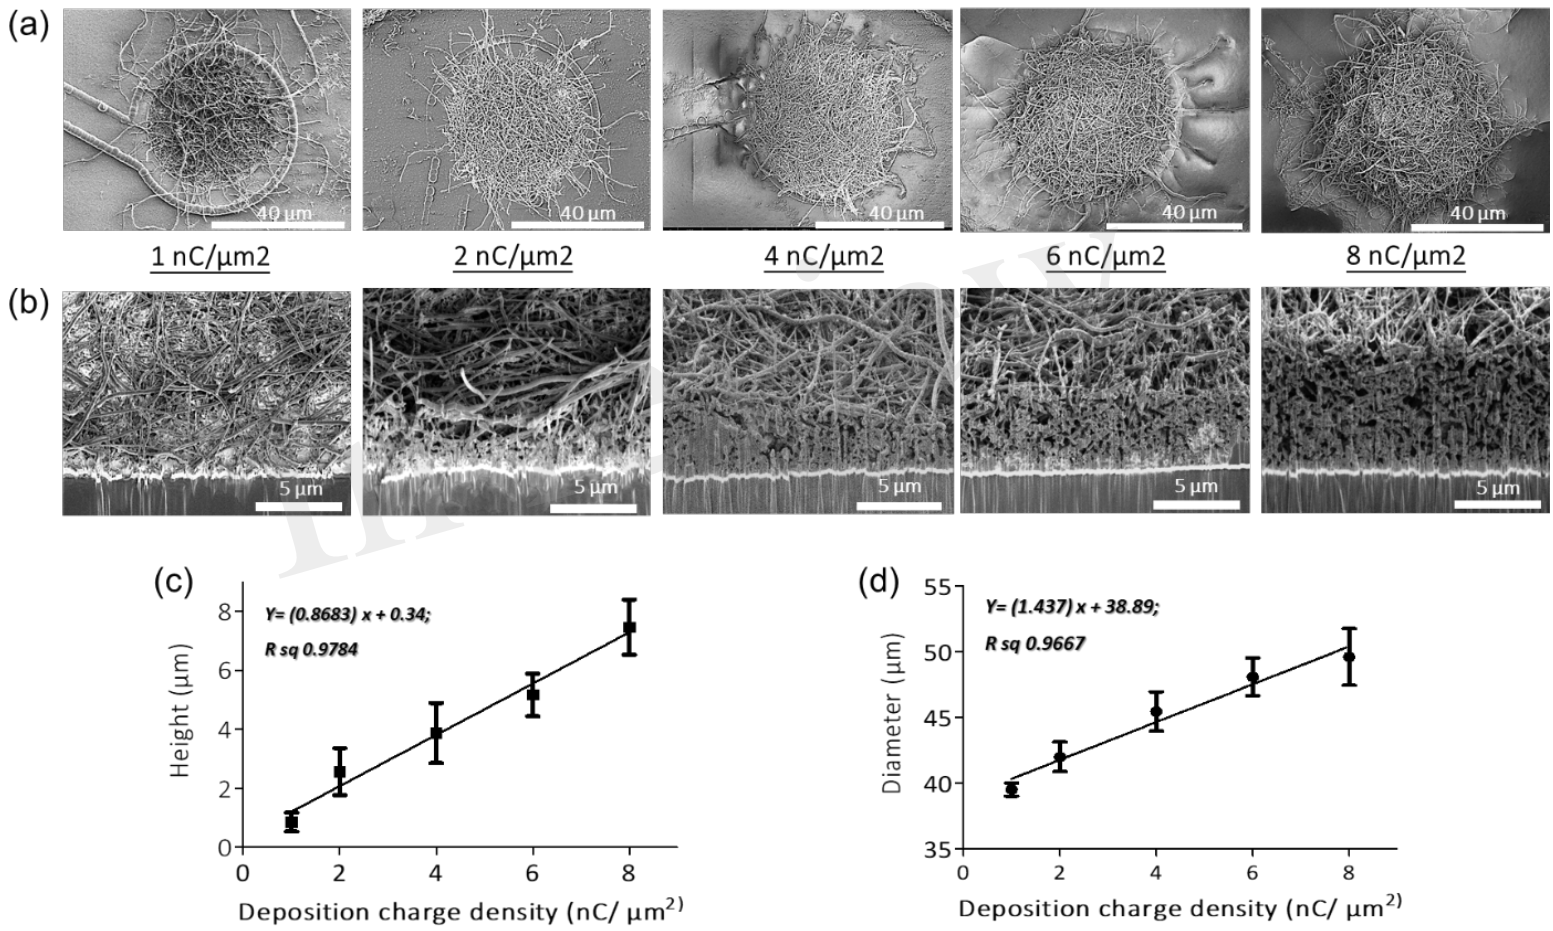 (a)
40 μm
40 μm
40 μm
40 μm
40 μm
1 nC/μm2
2 nC/μm2
4 nC/μm2
6 nC/μm2
8 nC/μm2
(b)
5 μm
5 μm
5 μm
5 μm
5 μm
(c)
Y= (0.8683) x + 0.34;
R sq 0.9784
Height (μm)
8
6
4
2
0
0 2 4 6 8
Deposition charge density (nC/ μm²)
(d)
Y= (1.437) x + 38.89;
R sq 0.9667
Diameter (μm)
55
50
45
40
35
0 2 4 6 8
Deposition charge density (nC/ μm²)